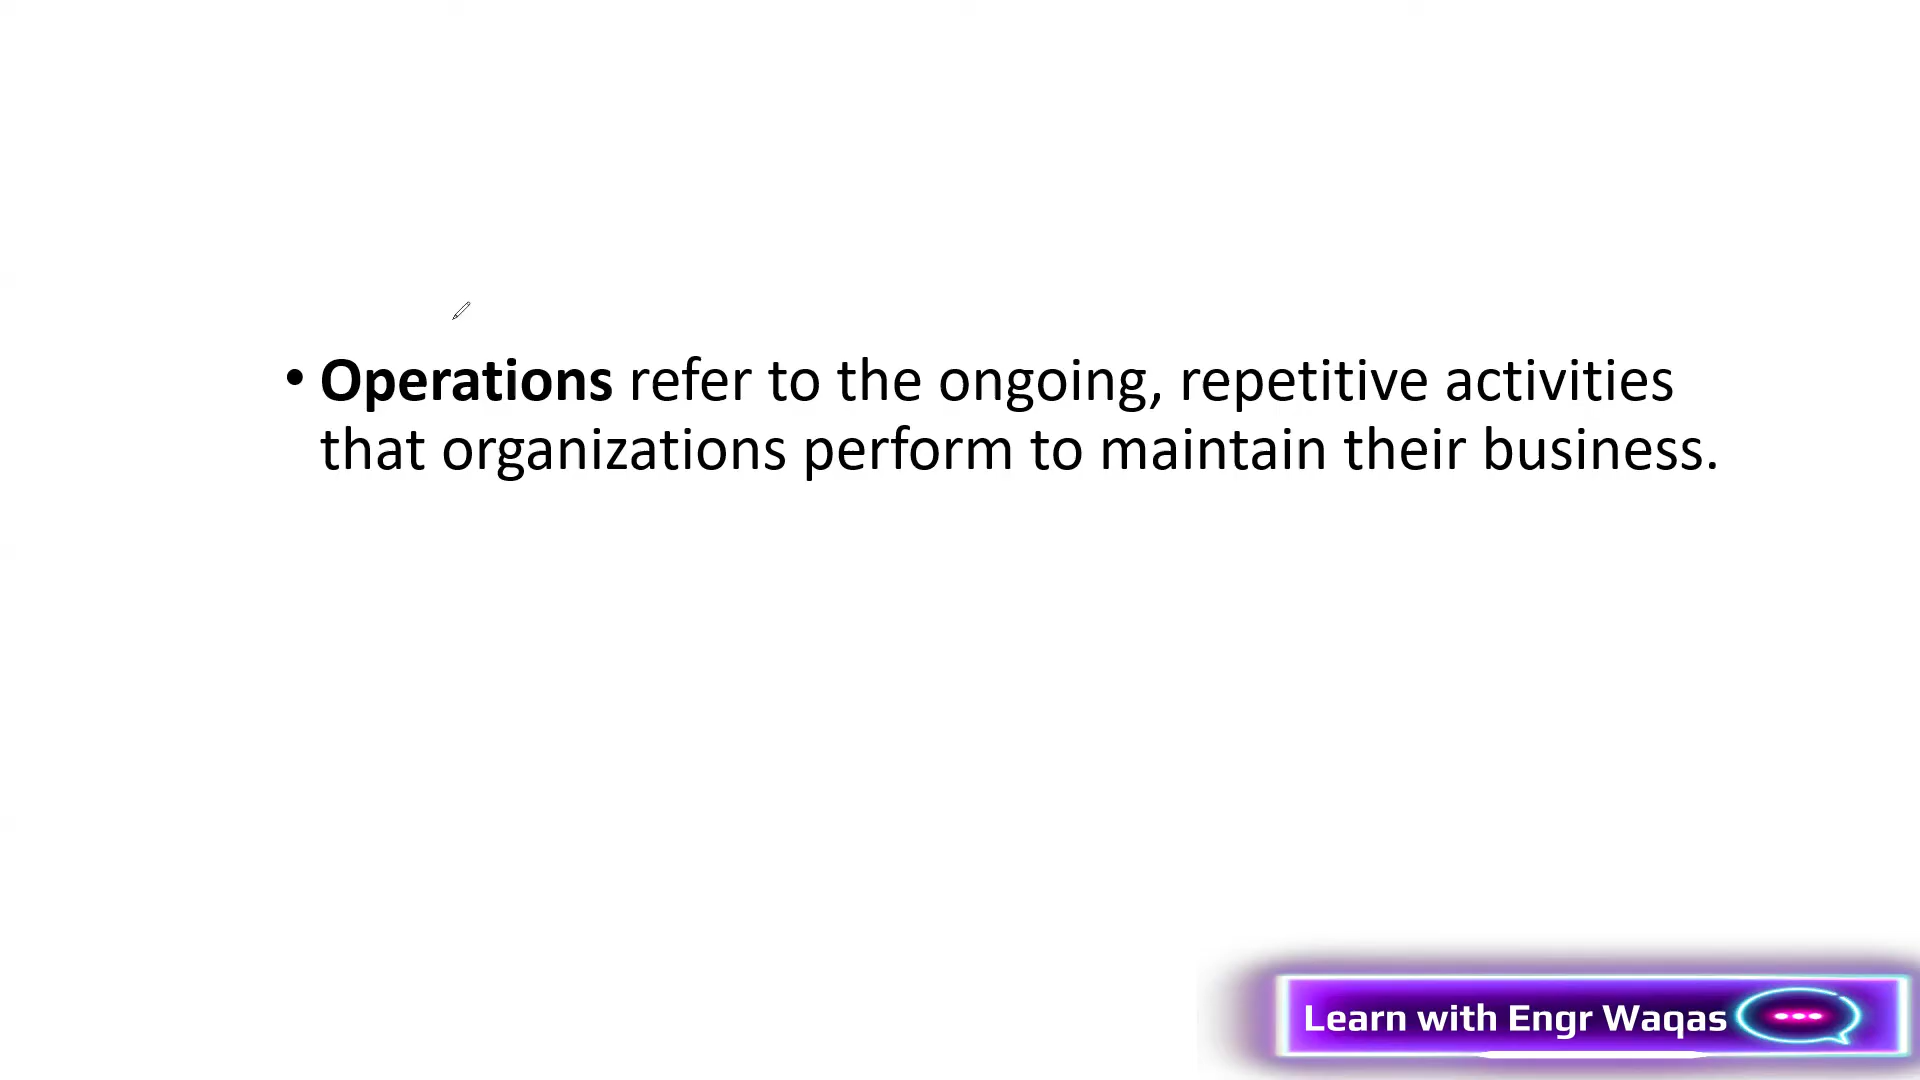 • Operations refer to the ongoing, repetitive activities
that organizations perform to maintain their business.
Learn with Engr Waqas